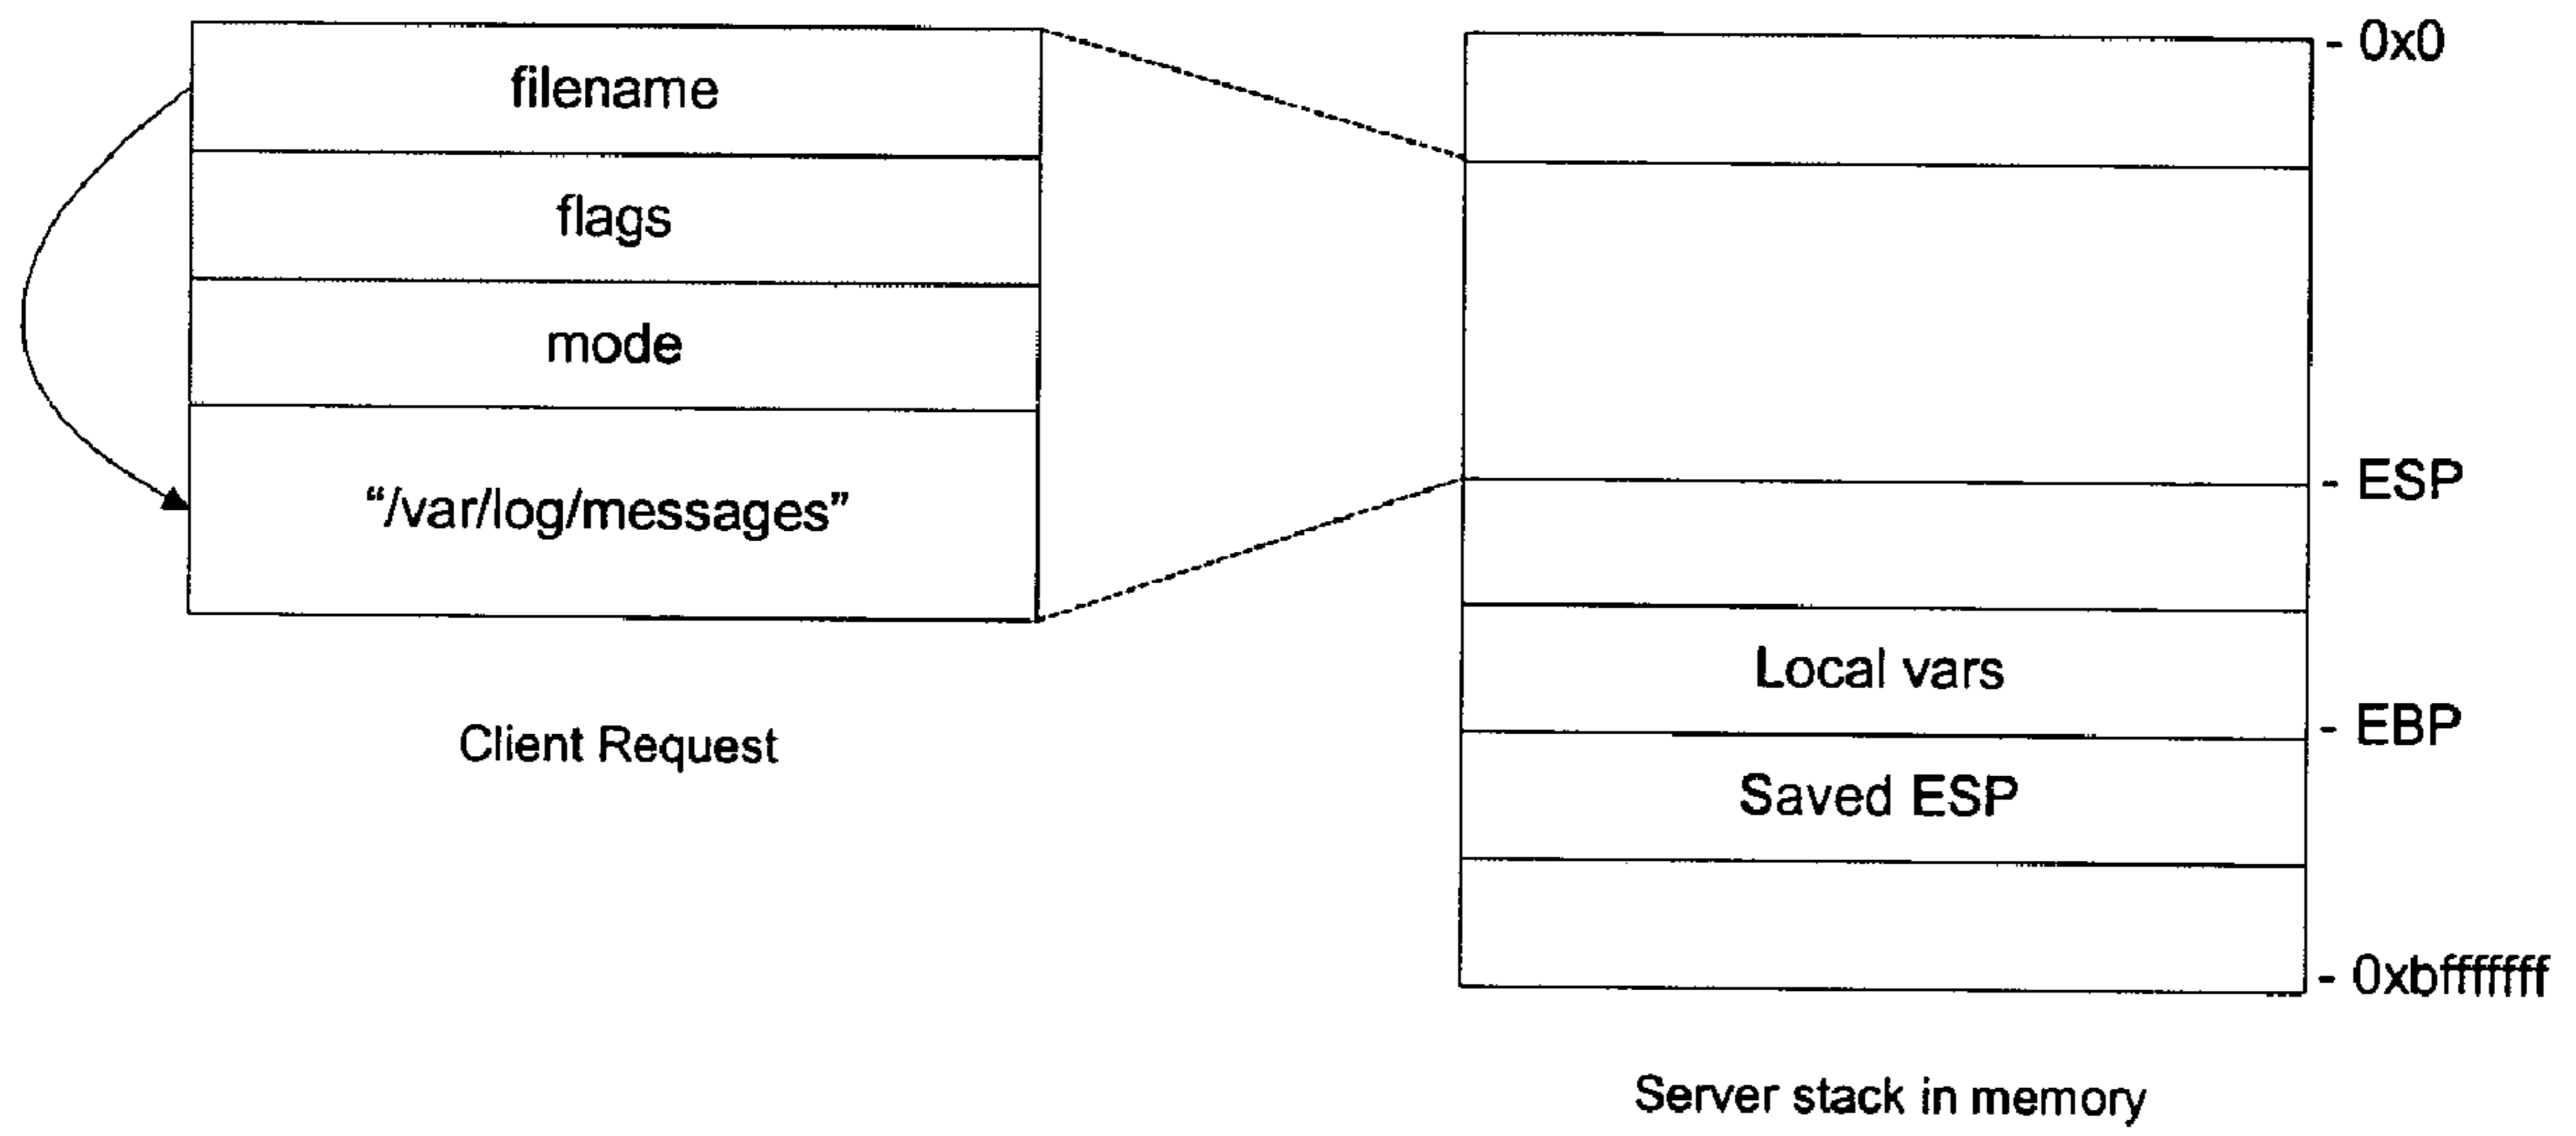 filename
flags
mode
“/var/log/messages”
Client Request
- 0x0
- ESP
Local vars
- EBP
Saved ESP
- 0xbfffffff
Server stack in memory